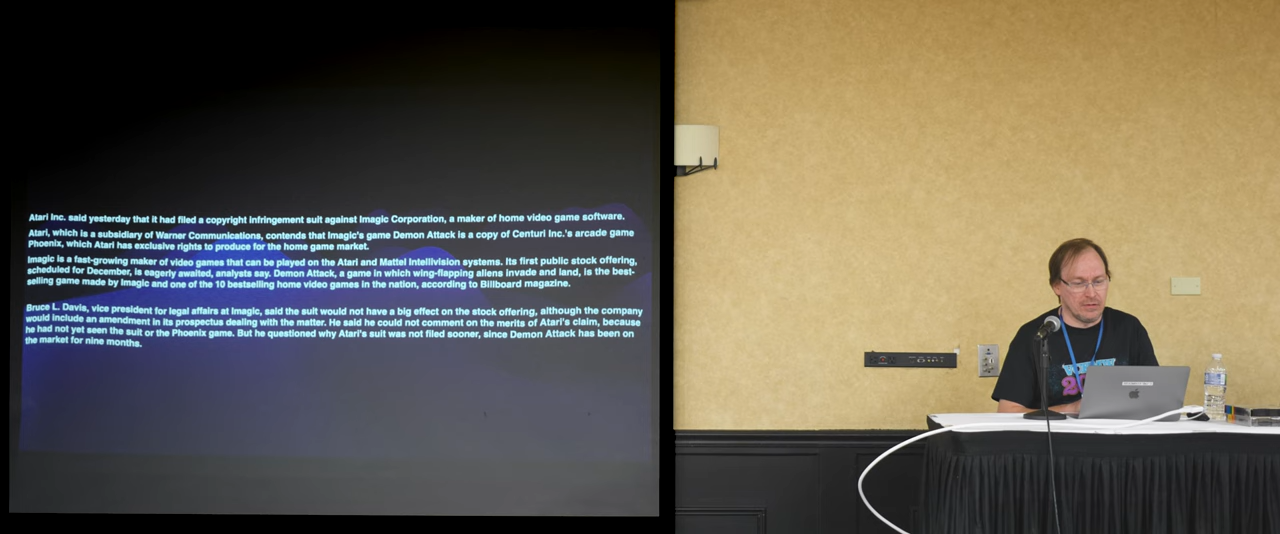 Atari Inc. said yesterday that it had filed a copyright infringement suit against Imagic Corporation, a maker of home video game software.
Atari, which is a subsidiary of Warner Communications, contends that Imagic's game Demon Attack is a copy of Centuri Inc.'s arcade game
Phoenix, which Atari has exclusive rights to produce for the home game market.
Imagic is a fast-growing maker of video games that can be played on the Atari and Mattel Intellivision systems. Its first public stock offering,
scheduled for December, is eagerly awaited, analysts say. Demon Attack, a game in which wing-flapping aliens invade and land, is the best-
selling game made by Imagic and one of the 10 bestselling home video games in the nation, according to Billboard magazine.
Bruce L. Davis, vice president for legal affairs at Imagic, said the suit would not have a big effect on the stock offering, although the company
would include an amendment in its prospectus dealing with the matter. He said he could not comment on the merits of Atari's claim, because
he had not yet seen the suit or the Phoenix game. But he questioned why Atari's suit was not filed sooner, since Demon Attack has been on
the market for nine months.